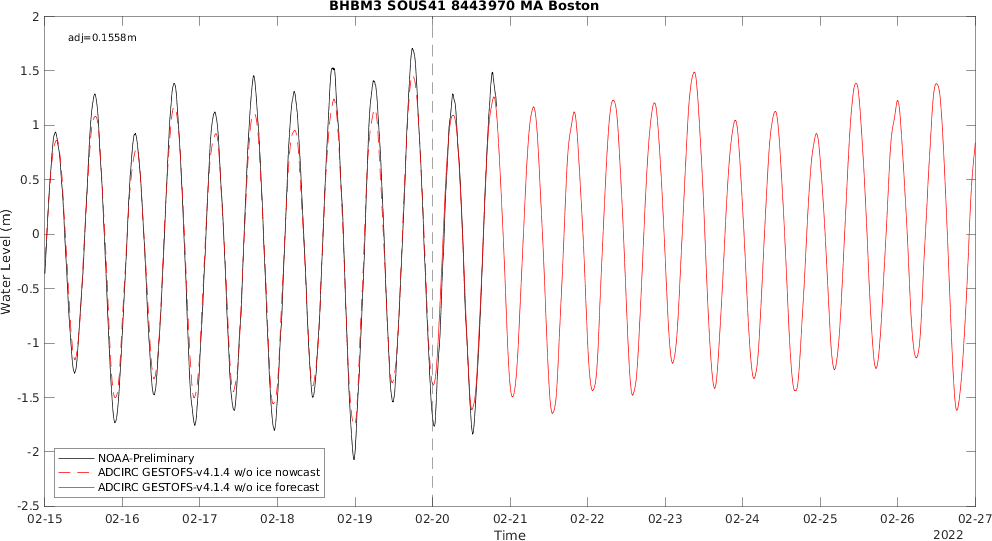 BHBM3 SOUS41 8443970 MA Boston
adj=0.1558m
Water Level (m)
2
1.5
1
0.5
0
-0.5
-1
-1.5
-2
-2.5
NOAA-Preliminary
ADCIRC GESTOFS-v4.1.4 w/o ice nowcast
ADCIRC GESTOFS-v4.1.4 w/o ice forecast
02-15 02-16 02-17 02-18 02-19 02-20 02-21 02-22 02-23 02-24 02-25 02-26 02-27
Time
2022